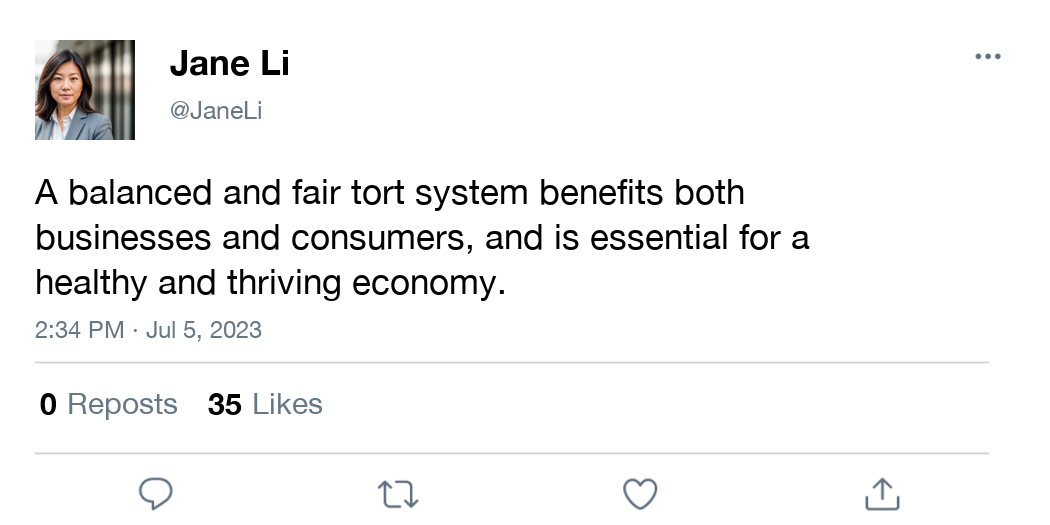 Jane Li
@JaneLi
A balanced and fair tort system benefits both
businesses and consumers, and is essential for a
healthy and thriving economy.
2:34 PM · Jul 5, 2023
0 Reposts 35 Likes